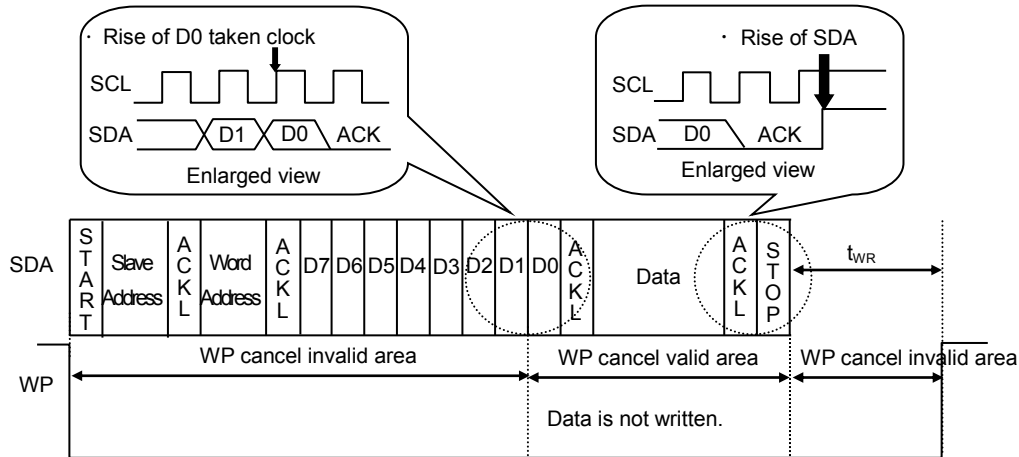 · Rise of D0 taken clock
SCL
SDA
D1
D0
ACK
Enlarged view
· Rise of SDA
SCL
SDA
D0
ACK
Enlarged view
SDA
START
Slave
Address
ACKL
Word
Address
ACKL
D7
D6
D5
D4
D3
D2
D1
D0
ACKL
Data
ACKL
STOP
tWR
WP cancel invalid area
WP cancel valid area
WP cancel invalid area
WP
Data is not written.